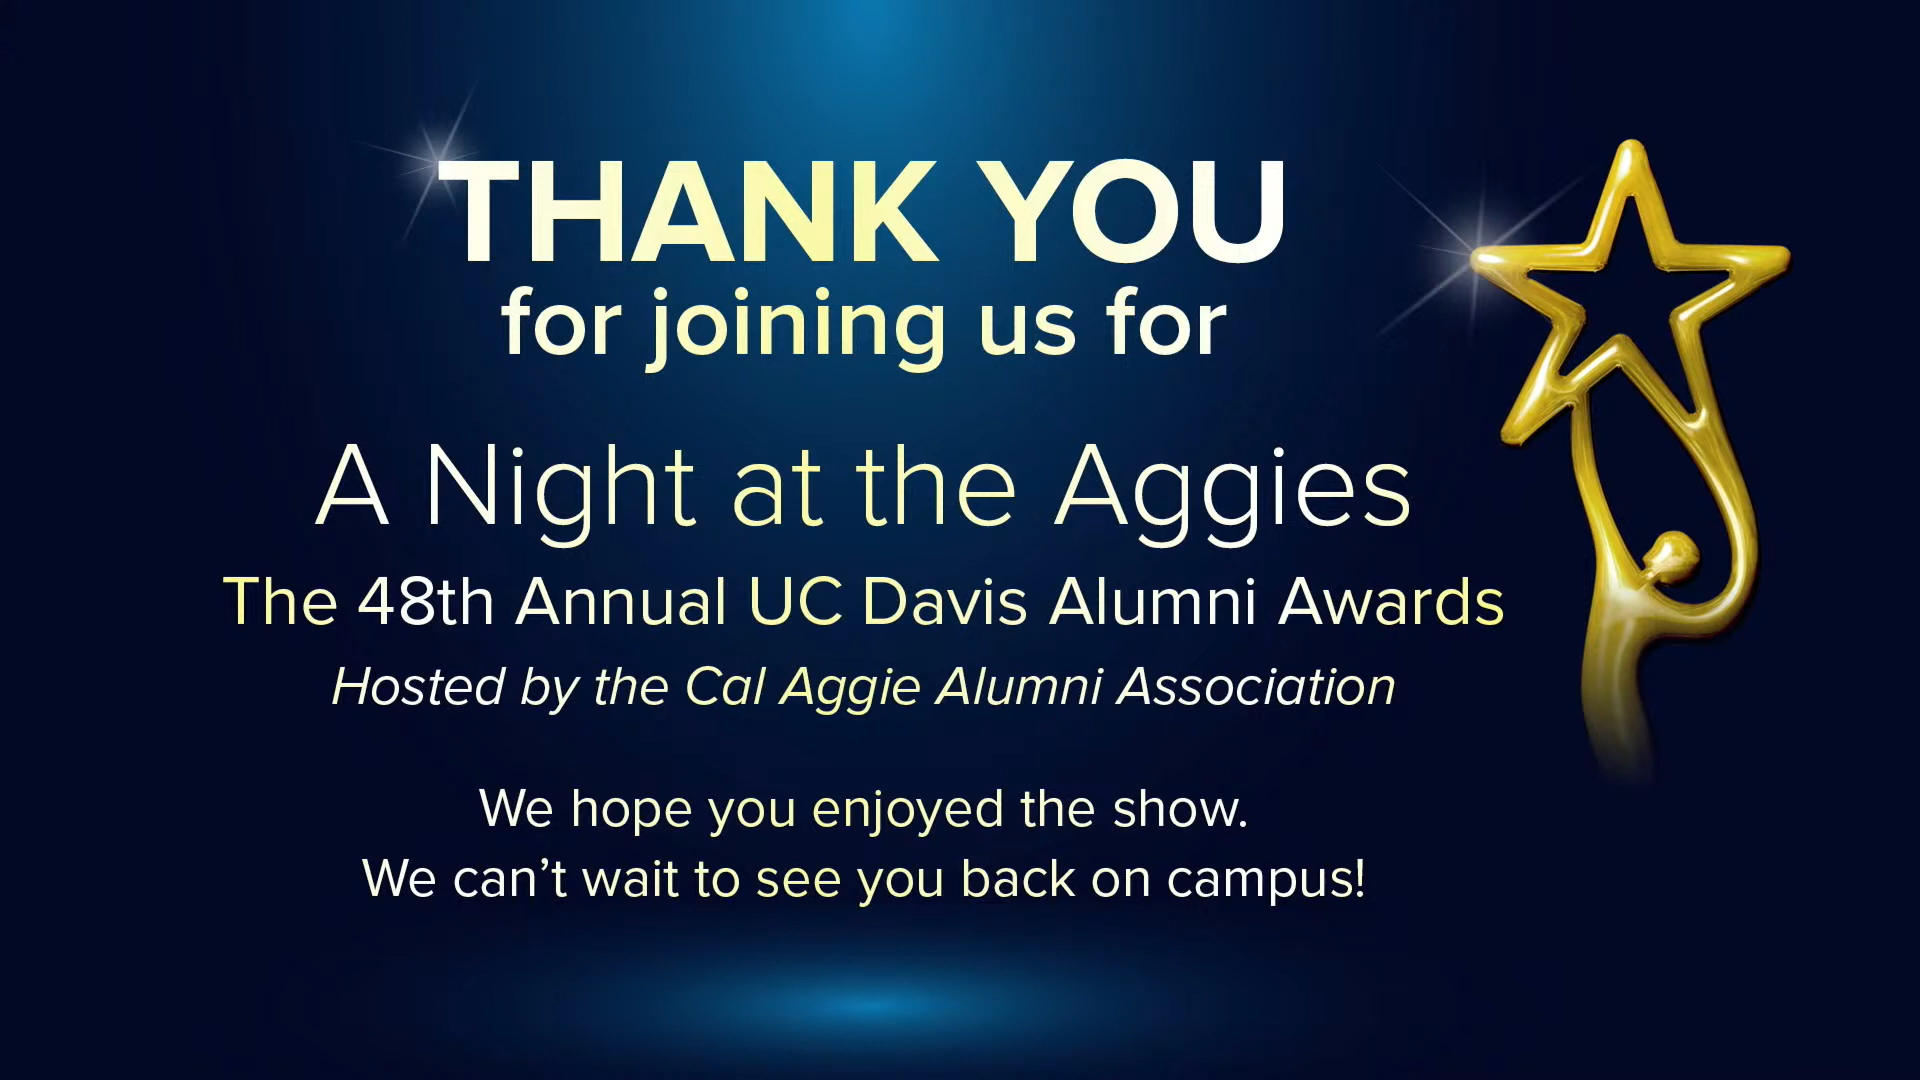 THANK YOU
for joining us for
A Night at the Aggies
The 48th Annual UC Davis Alumni Awards
Hosted by the Cal Aggie Alumni Association
We hope you enjoyed the show.
We can’t wait to see you back on campus!